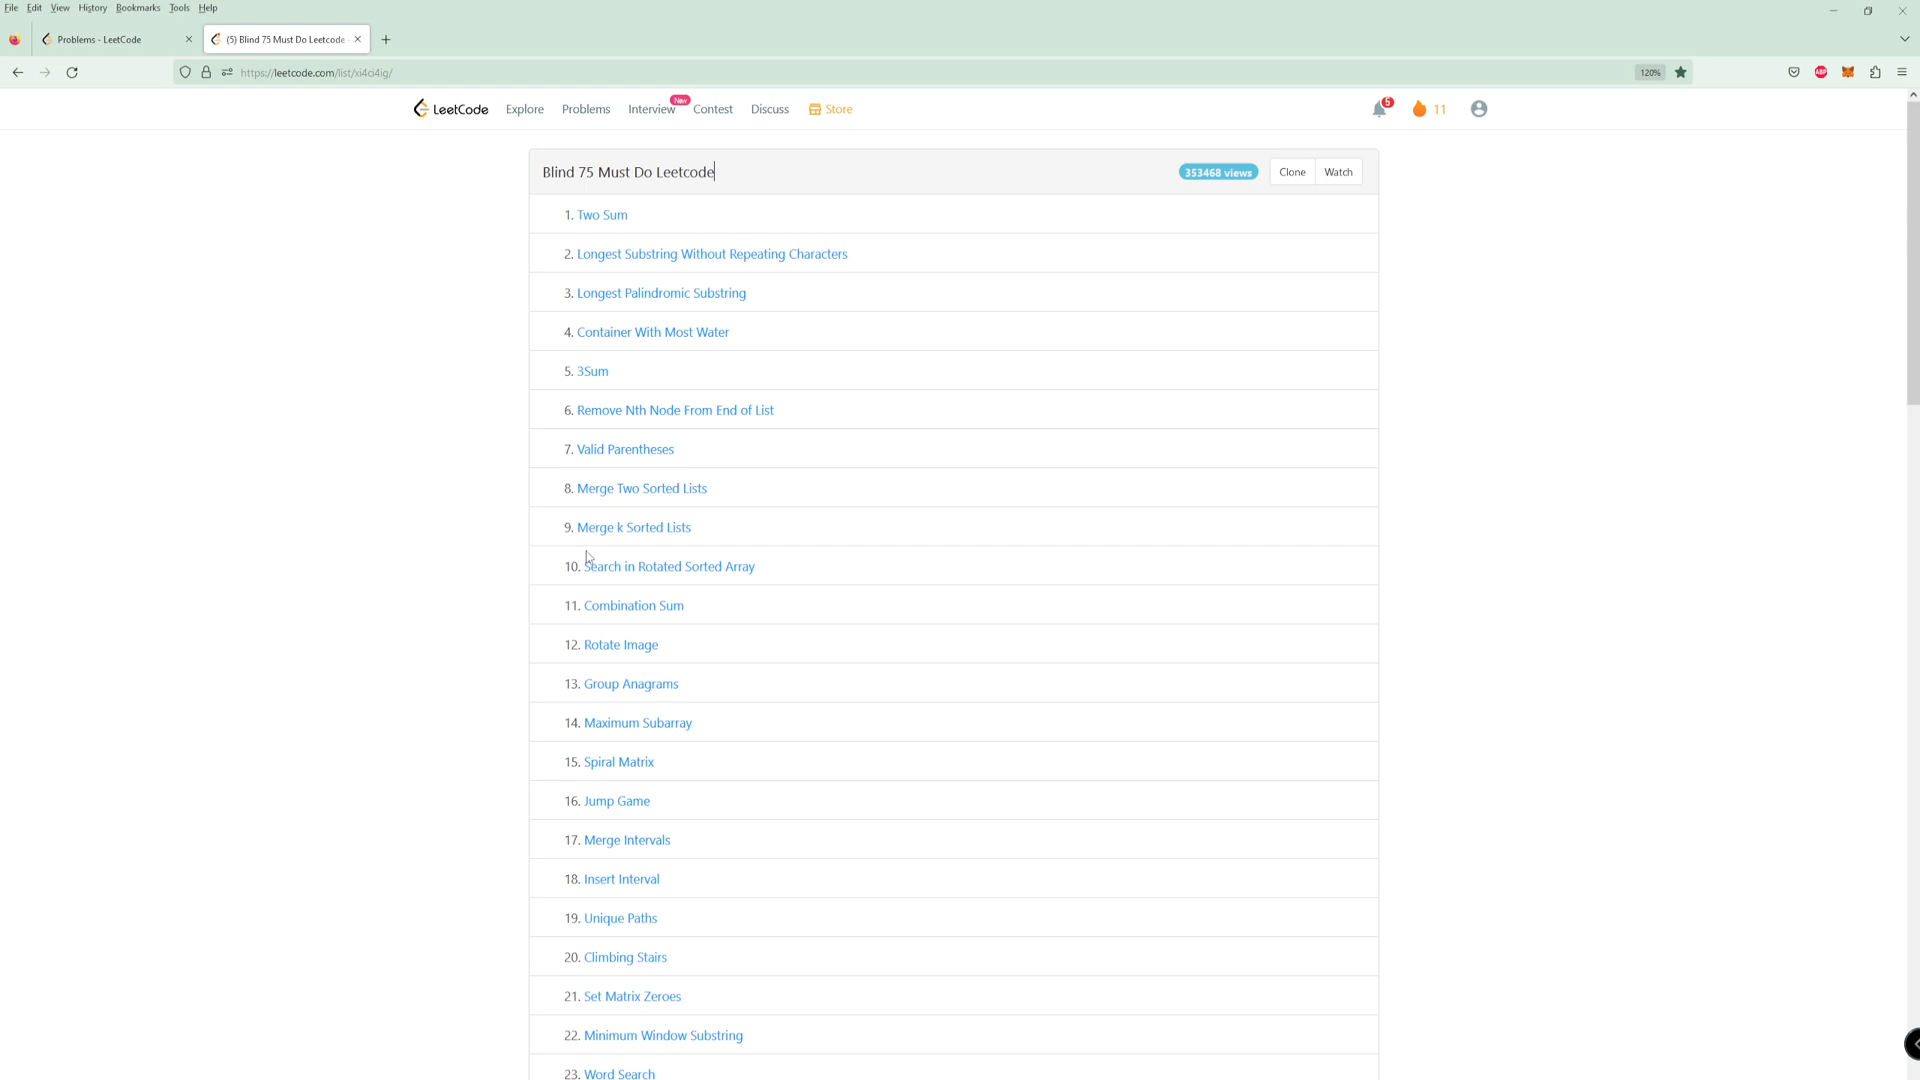 File Edit View History Bookmarks Tools Help
Problems - LeetCode
(5) Blind 75 Must Do Leetcode
https://leetcode.com/list/xi4ci4ig/
120%
ABP
LeetCode Explore Problems Interview New Contest Discuss Store
5
11
Blind 75 Must Do Leetcode
353468 views
Clone
Watch
1. Two Sum
2. Longest Substring Without Repeating Characters
3. Longest Palindromic Substring
4. Container With Most Water
5. 3Sum
6. Remove Nth Node From End of List
7. Valid Parentheses
8. Merge Two Sorted Lists
9. Merge k Sorted Lists
10. Search in Rotated Sorted Array
11. Combination Sum
12. Rotate Image
13. Group Anagrams
14. Maximum Subarray
15. Spiral Matrix
16. Jump Game
17. Merge Intervals
18. Insert Interval
19. Unique Paths
20. Climbing Stairs
21. Set Matrix Zeroes
22. Minimum Window Substring
23. Word Search